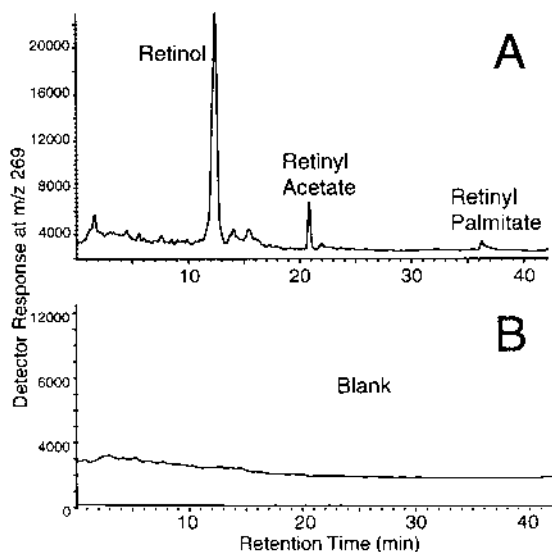 A
20000
16000
12000
8000
4000
Retinol
Retinyl
Acetate
Retinyl
Palmitate
10
20
30
40
Detector Response at m/z 269
B
12000
6000
4000
0
Blank
10
20
30
40
Retention Time (min)